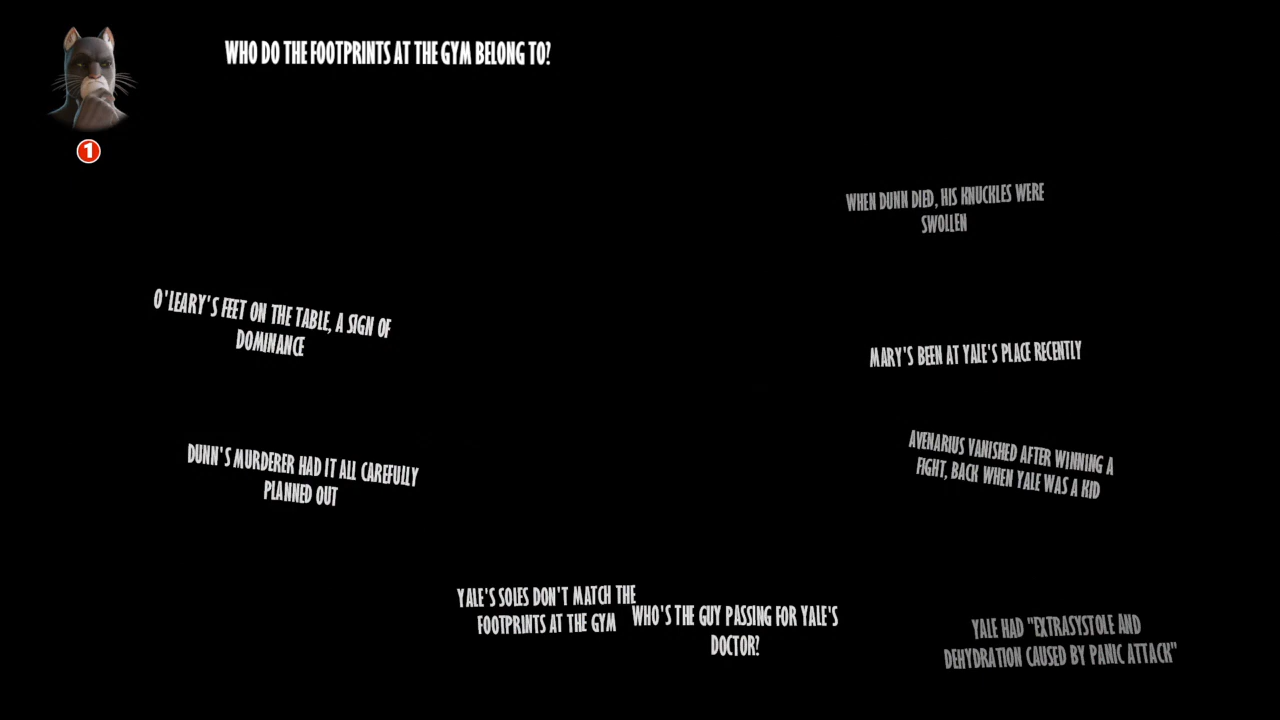 WHO DO THE FOOTPRINTS AT THE GYM BELONG TO?
1
WHEN DUNN DIED, HIS KNUCKLES WERE
SWOLLEN
O'LEARY'S FEET ON THE TABLE, A SIGN OF
DOMINANCE
MARY'S BEEN AT YALE'S PLACE RECENTLY
DUNN'S MURDERER HAD IT ALL CAREFULLY
PLANNED OUT
AVENARIUS VANISHED AFTER WINNING A
FIGHT, BACK WHEN YALE WAS A KID
YALE'S SOLES DON'T MATCH THE
FOOTPRINTS AT THE GYM
WHO'S THE GUY PASSING FOR YALE'S
DOCTOR?
YALE HAD "EXTRASYSTOLE AND
DEHYDRATION CAUSED BY PANIC ATTACK"